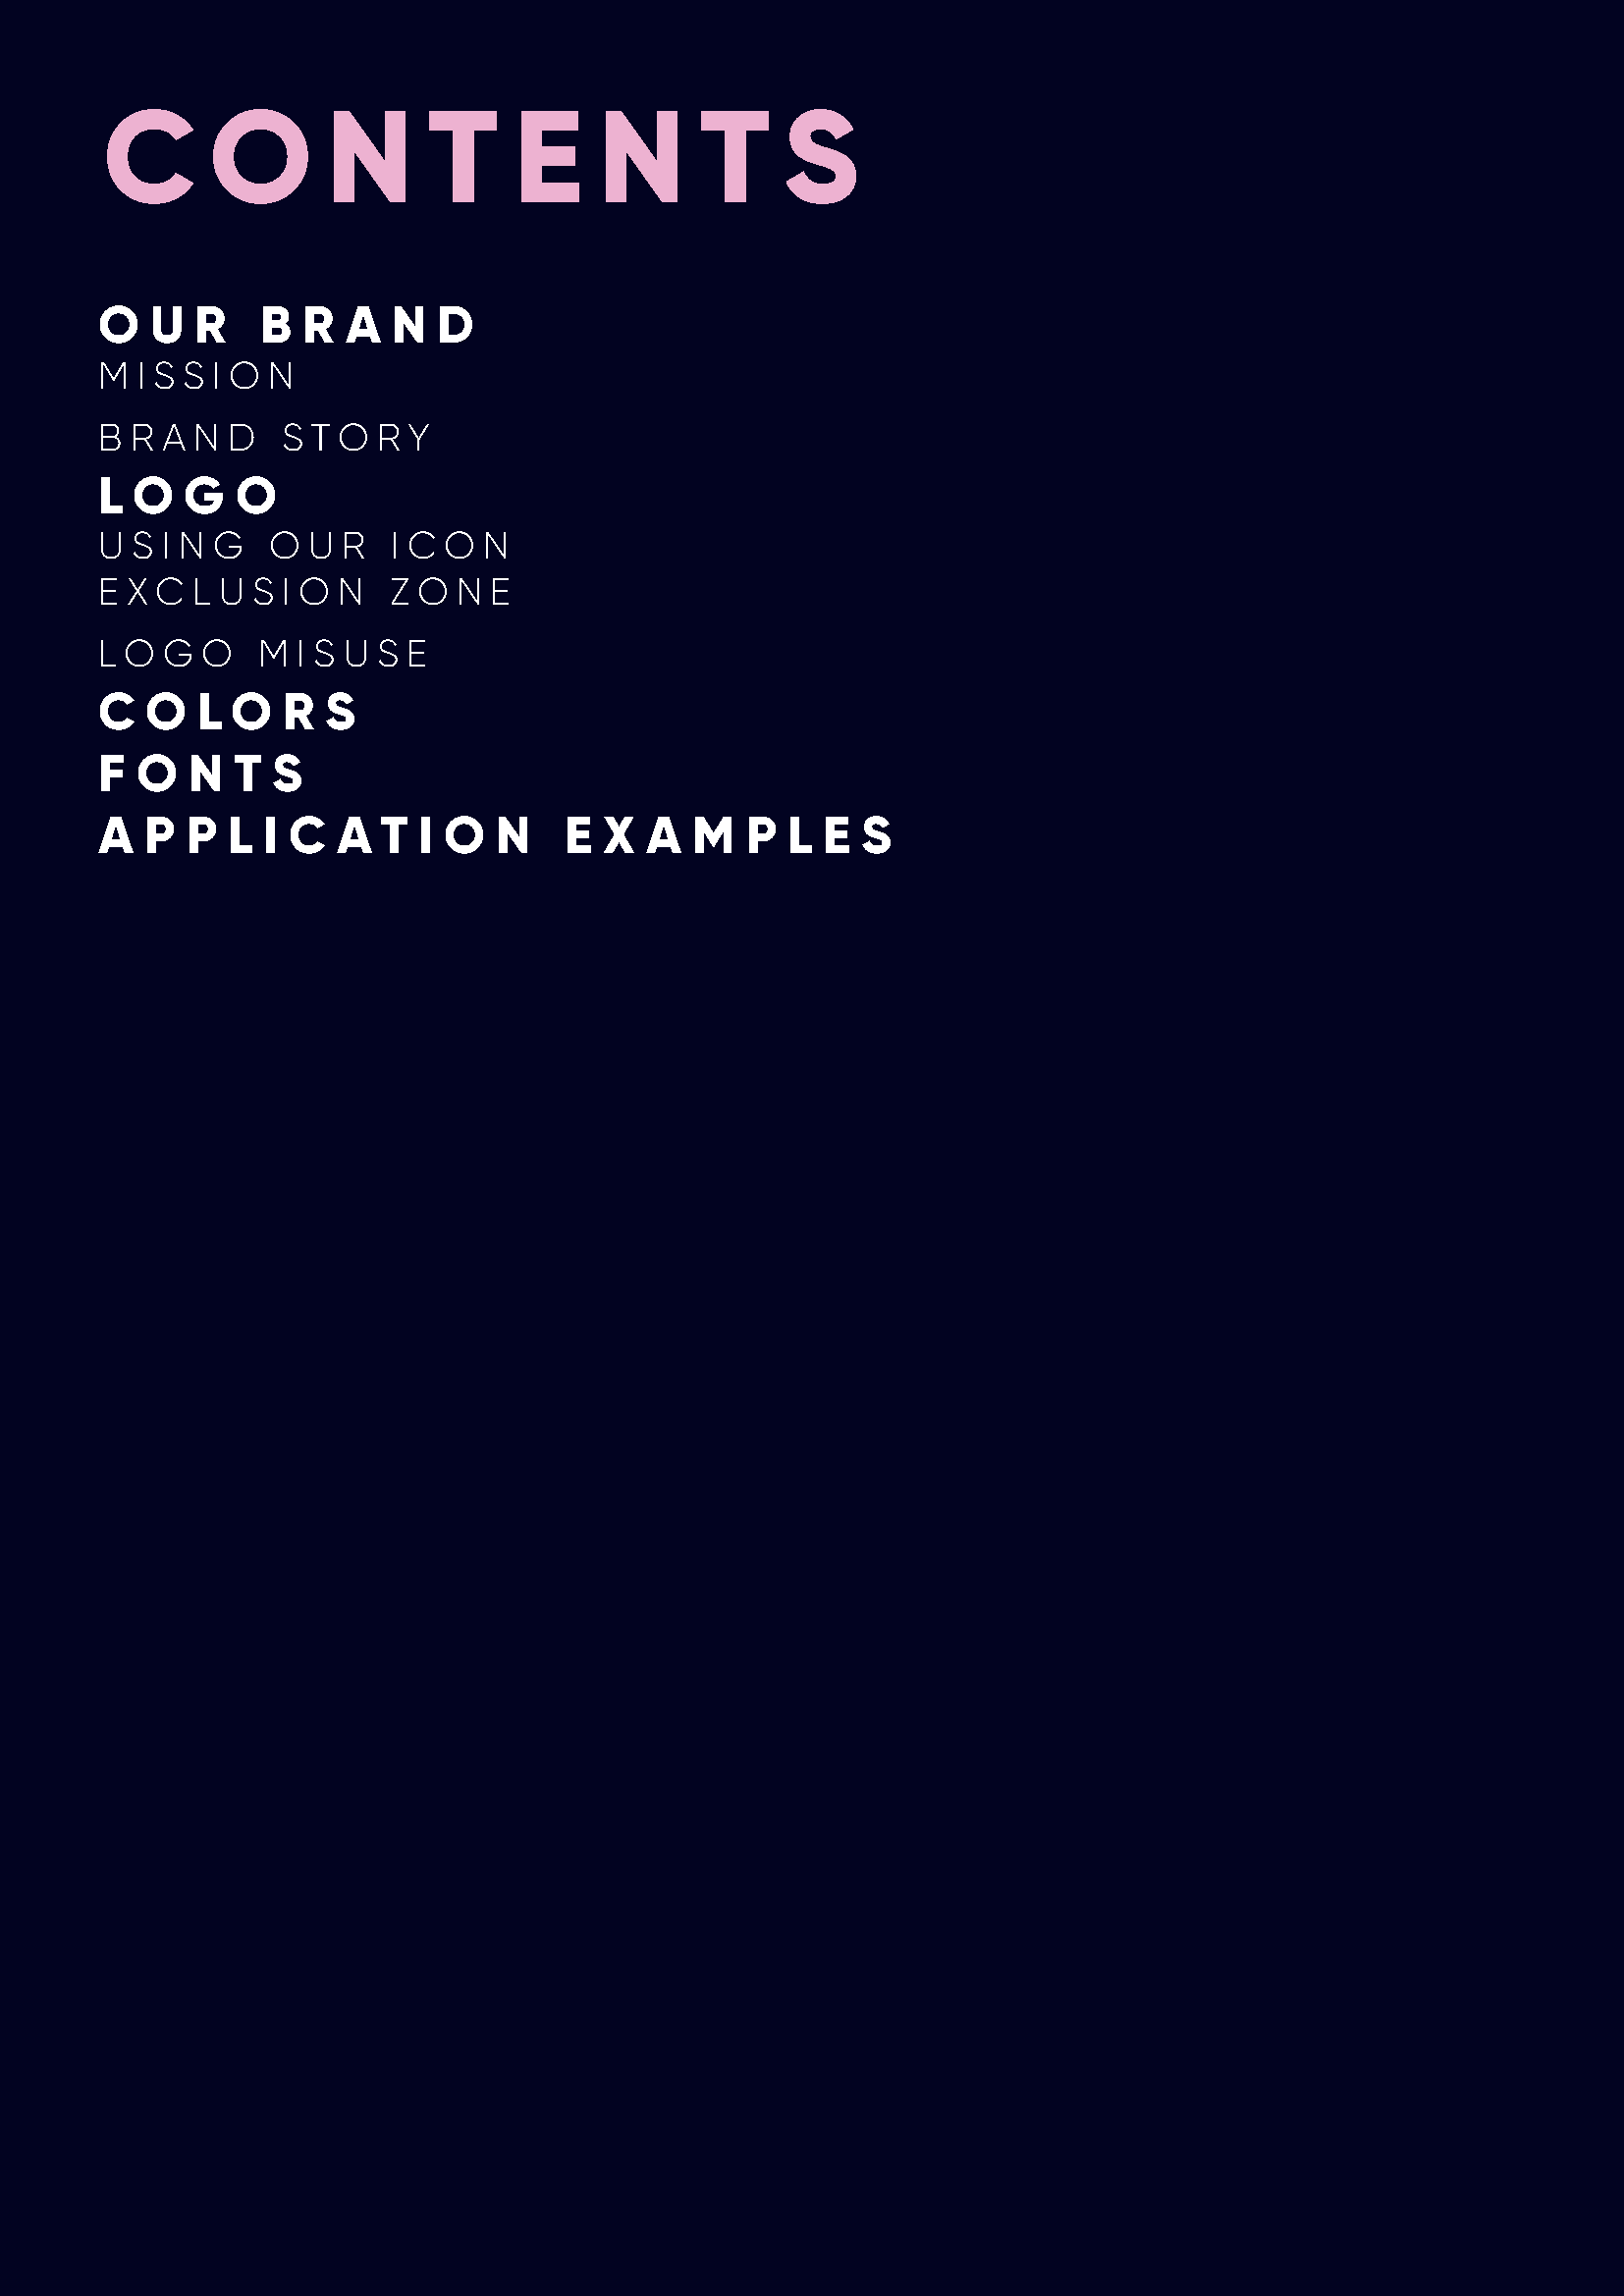 CONTENTS
OUR BRAND
MISSION
BRAND STORY
LOGO
USING OUR ICON
EXCLUSION ZONE
LOGO MISUSE
COLORS
FONTS
APPLICATION EXAMPLES